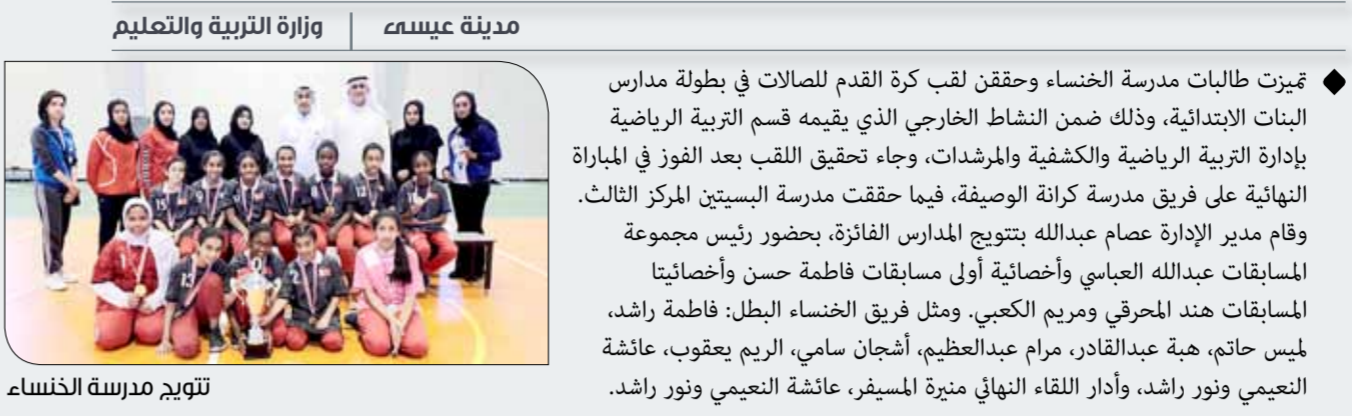 مدينة عيسى | وزارة التربية والتعليم
تميزت طالبات مدرسة الخنساء وحققن لقب كرة القدم للصالات في بطولة مدارس
البنات الابتدائية، وذلك ضمن النشاط الخارجي الذي يقيمه قسم التربية الرياضية
بإدارة التربية الرياضية والكشفية والمرشدات، وجاء تحقيق اللقب بعد الفوز في المباراة
النهائية على فريق مدرسة كرانة الوصيفة، فيما حققت مدرسة البسيتين المركز الثالث.
وقام مدير الإدارة عصام عبدالله بتتويج المدارس الفائزة، بحضور رئيس مجموعة
المسابقات عبدالله العباسي وأخصائية أولى مسابقات فاطمة حسن وأخصائيتا
المسابقات هند المحرقي ومريم الكعبي. ومثل فريق الخنساء البطل: فاطمة راشد،
لميس حاتم، هبة عبدالقادر، مرام عبدالعظيم، أشجان سامي، الريم يعقوب، عائشة
النعيمي ونور راشد، وأدار اللقاء النهائي منيرة المسيفر، عائشة النعيمي ونور راشد.
تتويج مدرسة الخنساء